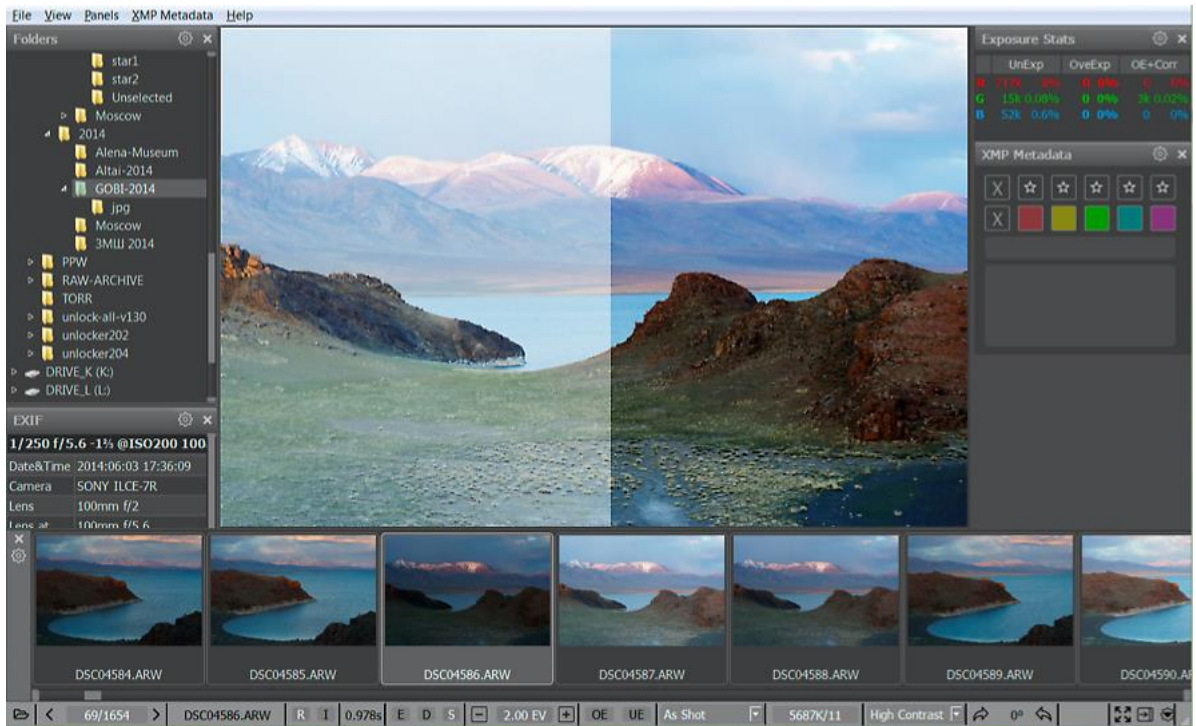 File View Panels XMP Metadata Help
Folders
star1
star2
Unselected
Moscow
2014
Alena-Museum
Altai-2014
GOBI-2014
jpg
Moscow
ЗМШ 2014
PPW
RAW-ARCHIVE
TORR
unlock-all-v130
unlocker202
unlocker204
DRIVE_K (K:)
DRIVE_L (L:)
EXIF
1/250 f/5.6 -1⅓ @ISO200 100
Date&Time 2014:06:03 17:36:09
Camera SONY ILCE-7R
Lens 100mm f/2
Lens at 100mm f/5.6
Exposure Stats
UnExp OveExp OE+Corr
R 0 0% 0 0%
G 15k 0.08% 0 0% 3k 0.02%
B 52k 0.6% 0 0% 0 0%
XMP Metadata
X
X
DSC04584.ARW DSC04585.ARW DSC04586.ARW DSC04587.ARW DSC04588.ARW DSC04589.ARW DSC04590.AR
69/1654 DSC04586.ARW R I 0.978s E D S 2.00 EV OE UE As Shot 5687K/11 High Contrast 0°